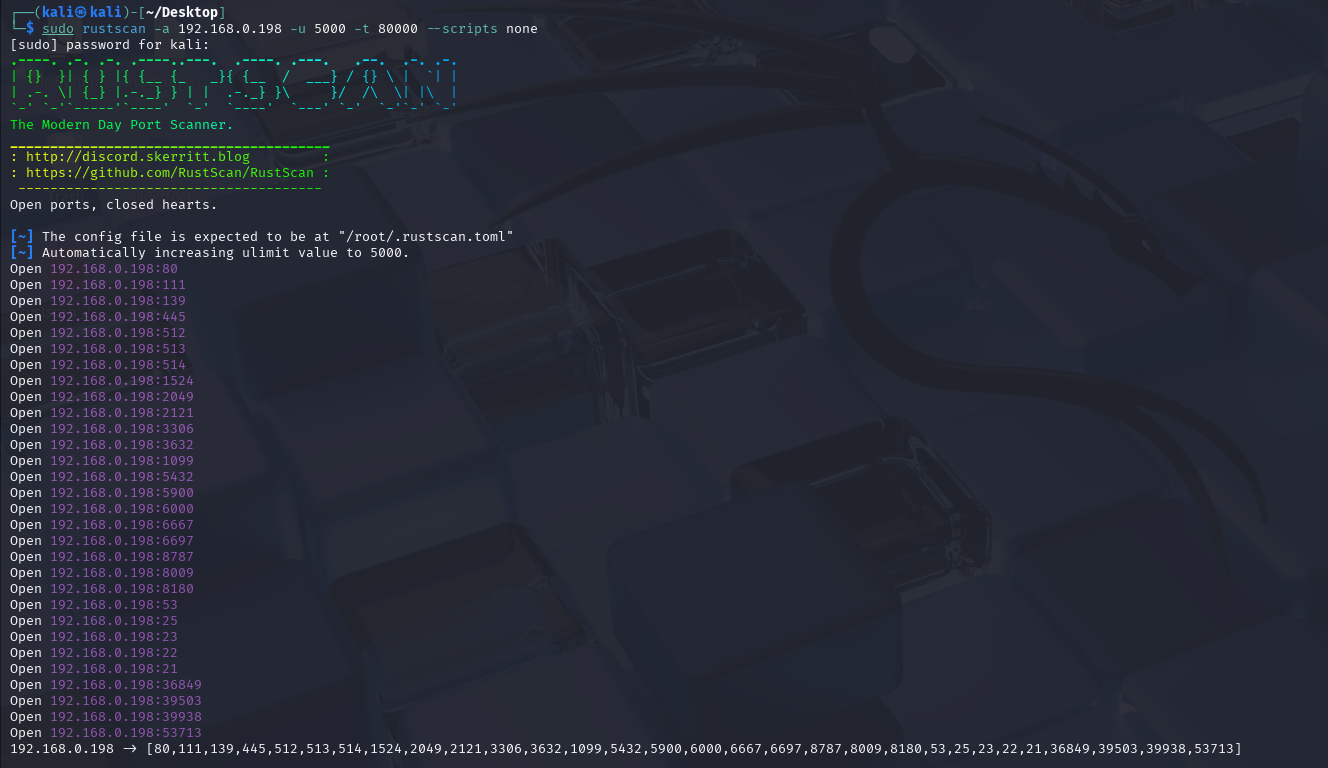 ┌──(kali㉿kali)-[~/Desktop]
└─$ sudo rustscan -a 192.168.0.198 -u 5000 -t 80000 --scripts none
[sudo] password for kali:
.----. .-. .-. .----..---.  .----. .---.   .--.  .-. .-.
| {}  }| { } |{ {__ {_   _}{ {__  /  ___} / {} \ |  `| |
| .-. \| {_} |.-._} } | |  .-._} }\     }/  /\  \| |\  |
`-' `-'`-----'`----'  `-'  `----'  `---' `-'  `-'`-' `-'
The Modern Day Port Scanner.
________________________________________
: http://discord.skerritt.blog         :
: https://github.com/RustScan/RustScan :
 --------------------------------------
Open ports, closed hearts.
[~] The config file is expected to be at "/root/.rustscan.toml"
[~] Automatically increasing ulimit value to 5000.
Open 192.168.0.198:80
Open 192.168.0.198:111
Open 192.168.0.198:139
Open 192.168.0.198:445
Open 192.168.0.198:512
Open 192.168.0.198:513
Open 192.168.0.198:514
Open 192.168.0.198:1524
Open 192.168.0.198:2049
Open 192.168.0.198:2121
Open 192.168.0.198:3306
Open 192.168.0.198:3632
Open 192.168.0.198:1099
Open 192.168.0.198:5432
Open 192.168.0.198:5900
Open 192.168.0.198:6000
Open 192.168.0.198:6667
Open 192.168.0.198:6697
Open 192.168.0.198:8787
Open 192.168.0.198:8009
Open 192.168.0.198:8180
Open 192.168.0.198:53
Open 192.168.0.198:25
Open 192.168.0.198:23
Open 192.168.0.198:22
Open 192.168.0.198:21
Open 192.168.0.198:36849
Open 192.168.0.198:39503
Open 192.168.0.198:39938
Open 192.168.0.198:53713
192.168.0.198 -> [80,111,139,445,512,513,514,1524,2049,2121,3306,3632,1099,5432,5900,6000,6667,6697,8787,8009,8180,53,25,23,22,21,36849,39503,39938,53713]